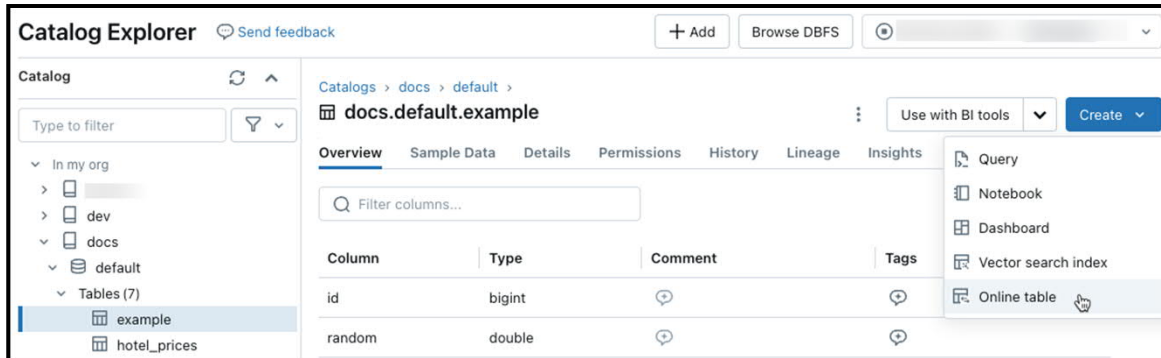 Catalog Explorer Send feedback + Add Browse DBFS
Catalog
Type to filter
In my org
dev
docs
default
Tables (7)
example
hotel_prices
Catalogs > docs > default >
docs.default.example Use with BI tools Create
Overview Sample Data Details Permissions History Lineage Insights
Filter columns...
Column Type Comment Tags
id bigint
random double
Query
Notebook
Dashboard
Vector search index
Online table